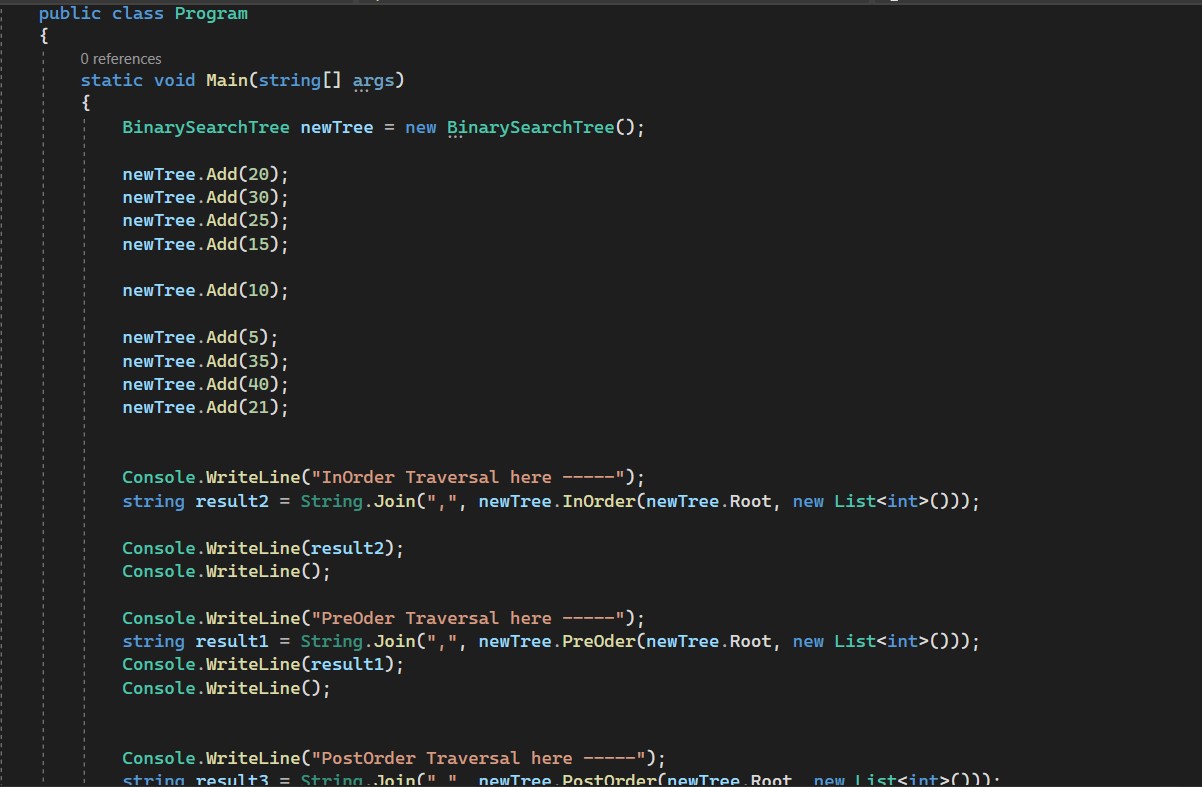 public class Program
{
0 references
static void Main(string[] args)
{
BinarySearchTree newTree = new BinarySearchTree();
newTree.Add(20);
newTree.Add(30);
newTree.Add(25);
newTree.Add(15);
newTree.Add(10);
newTree.Add(5);
newTree.Add(35);
newTree.Add(40);
newTree.Add(21);
Console.WriteLine("InOrder Traversal here -----");
string result2 = String.Join(",", newTree.InOrder(newTree.Root, new List<int>()));
Console.WriteLine(result2);
Console.WriteLine();
Console.WriteLine("PreOder Traversal here -----");
string result1 = String.Join(",", newTree.PreOder(newTree.Root, new List<int>()));
Console.WriteLine(result1);
Console.WriteLine();
Console.WriteLine("PostOrder Traversal here -----");
string result3 = String.Join(",", newTree.PostOrder(newTree.Root, new List<int>()));